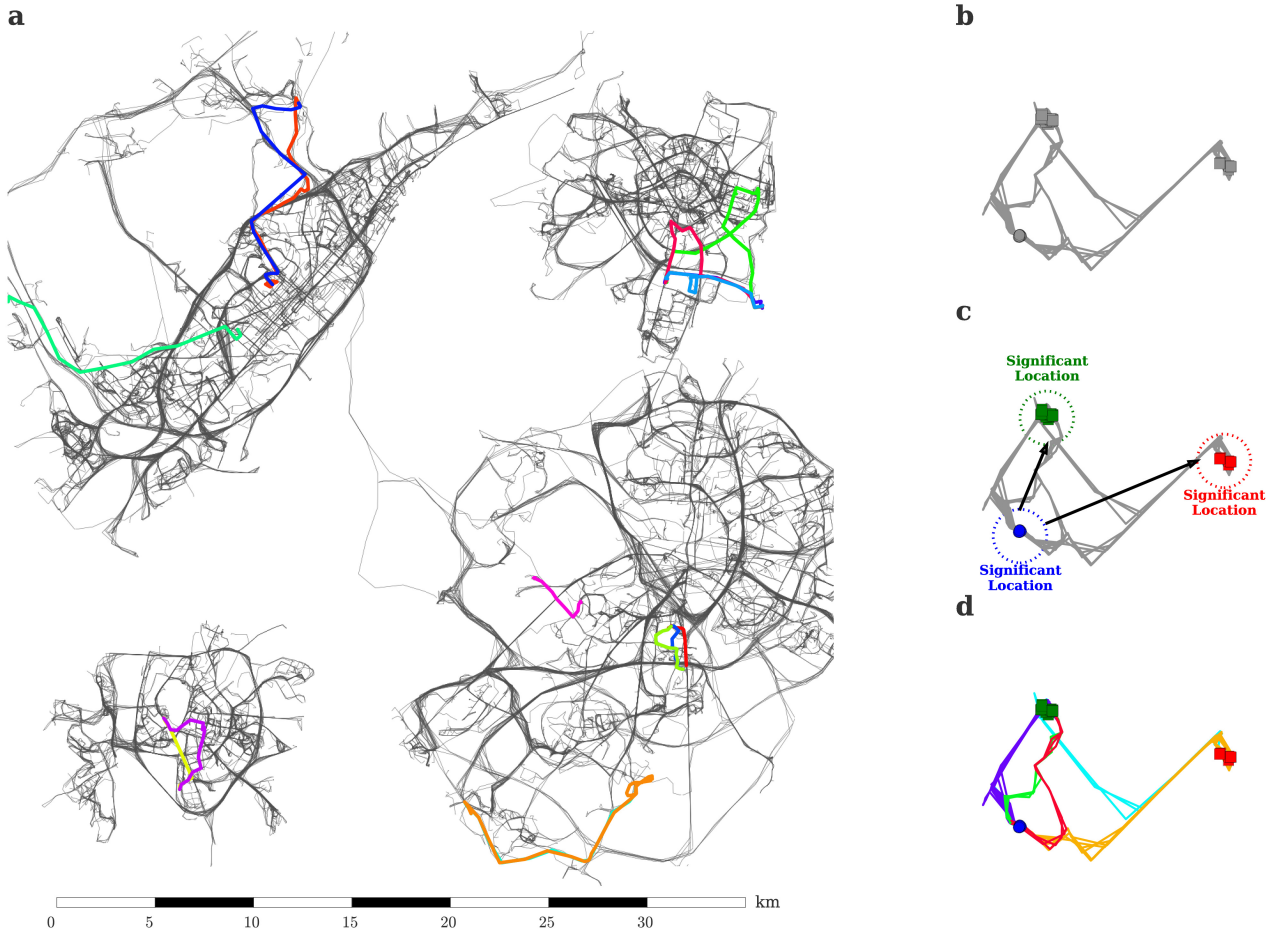 a
b
c
Significant
Location
Significant
Location
Significant
Location
d
km
0 5 10 15 20 25 30